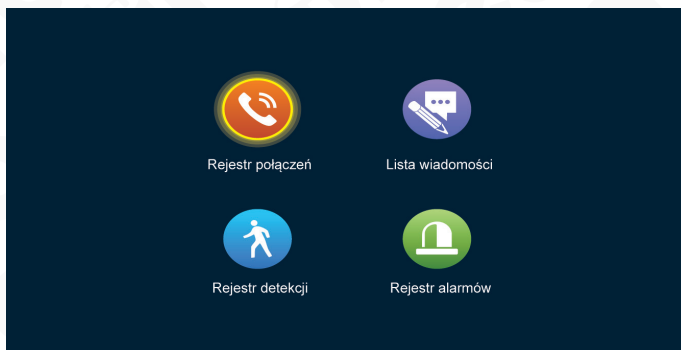 Rejestr połączeń
Lista wiadomości
Rejestr detekcji
Rejestr alarmów